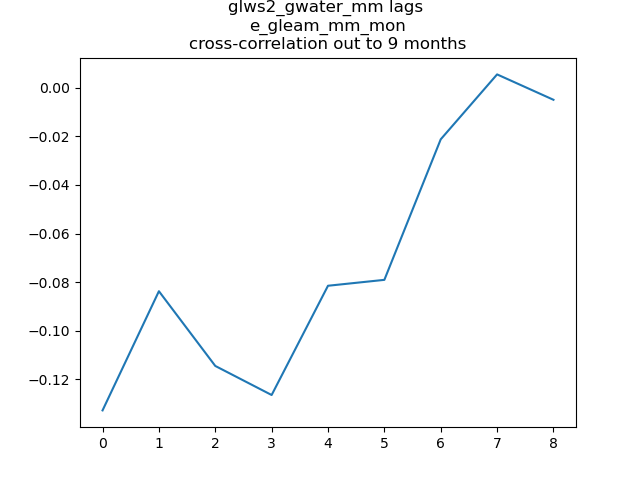 glws2_gwater_mm lags
e_gleam_mm_mon
cross-correlation out to 9 months
0.00
−0.02
−0.04
−0.06
−0.08
−0.10
−0.12
0 1 2 3 4 5 6 7 8